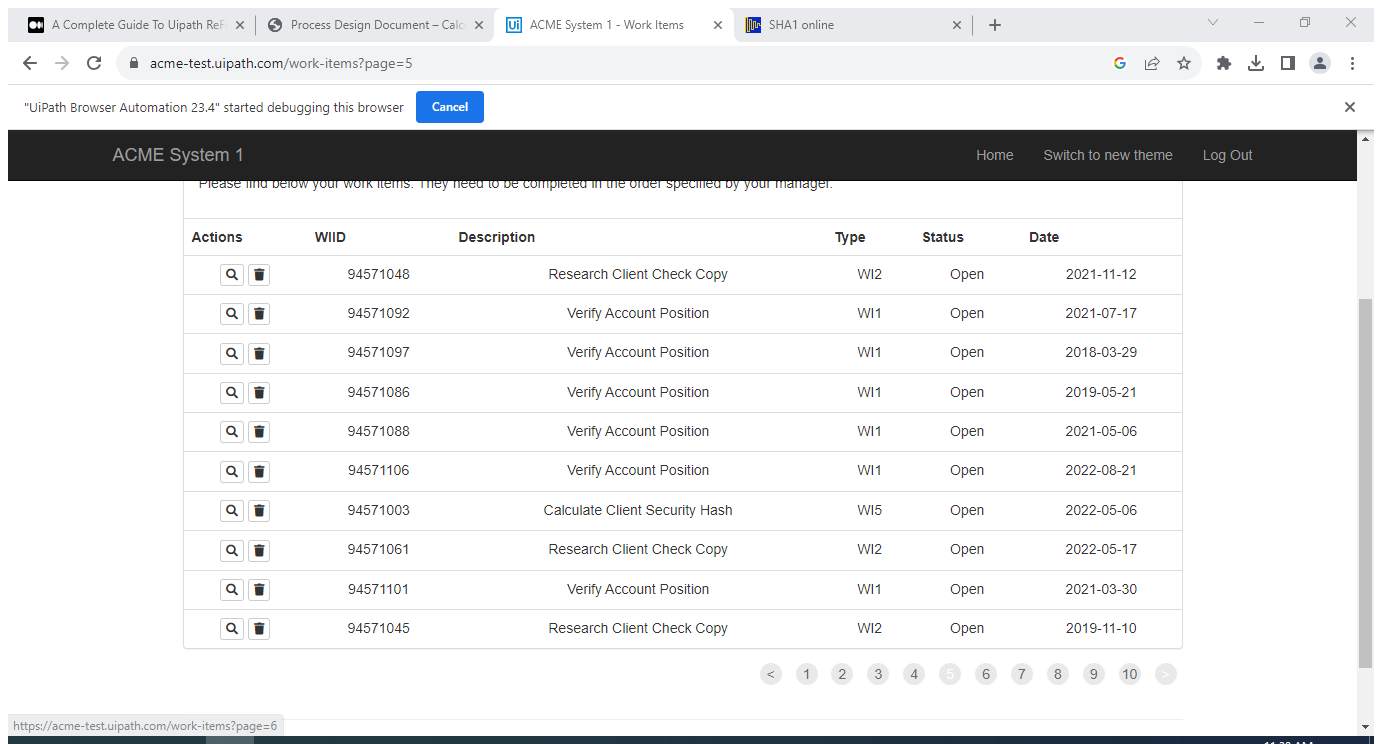 A Complete Guide To Uipath ReF
Process Design Document – Calc
Ui ACME System 1 - Work Items
SHA1 online
acme-test.uipath.com/work-items?page=5
"UiPath Browser Automation 23.4" started debugging this browser Cancel
ACME System 1 Home Switch to new theme Log Out
Please find below your work items. They need to be completed in the order specified by your manager.
Actions WIID Description Type Status Date
94571048 Research Client Check Copy WI2 Open 2021-11-12
94571092 Verify Account Position WI1 Open 2021-07-17
94571097 Verify Account Position WI1 Open 2018-03-29
94571086 Verify Account Position WI1 Open 2019-05-21
94571088 Verify Account Position WI1 Open 2021-05-06
94571106 Verify Account Position WI1 Open 2022-08-21
94571003 Calculate Client Security Hash WI5 Open 2022-05-06
94571061 Research Client Check Copy WI2 Open 2022-05-17
94571101 Verify Account Position WI1 Open 2021-03-30
94571045 Research Client Check Copy WI2 Open 2019-11-10
< 1 2 3 4 5 6 7 8 9 10 >
https://acme-test.uipath.com/work-items?page=6